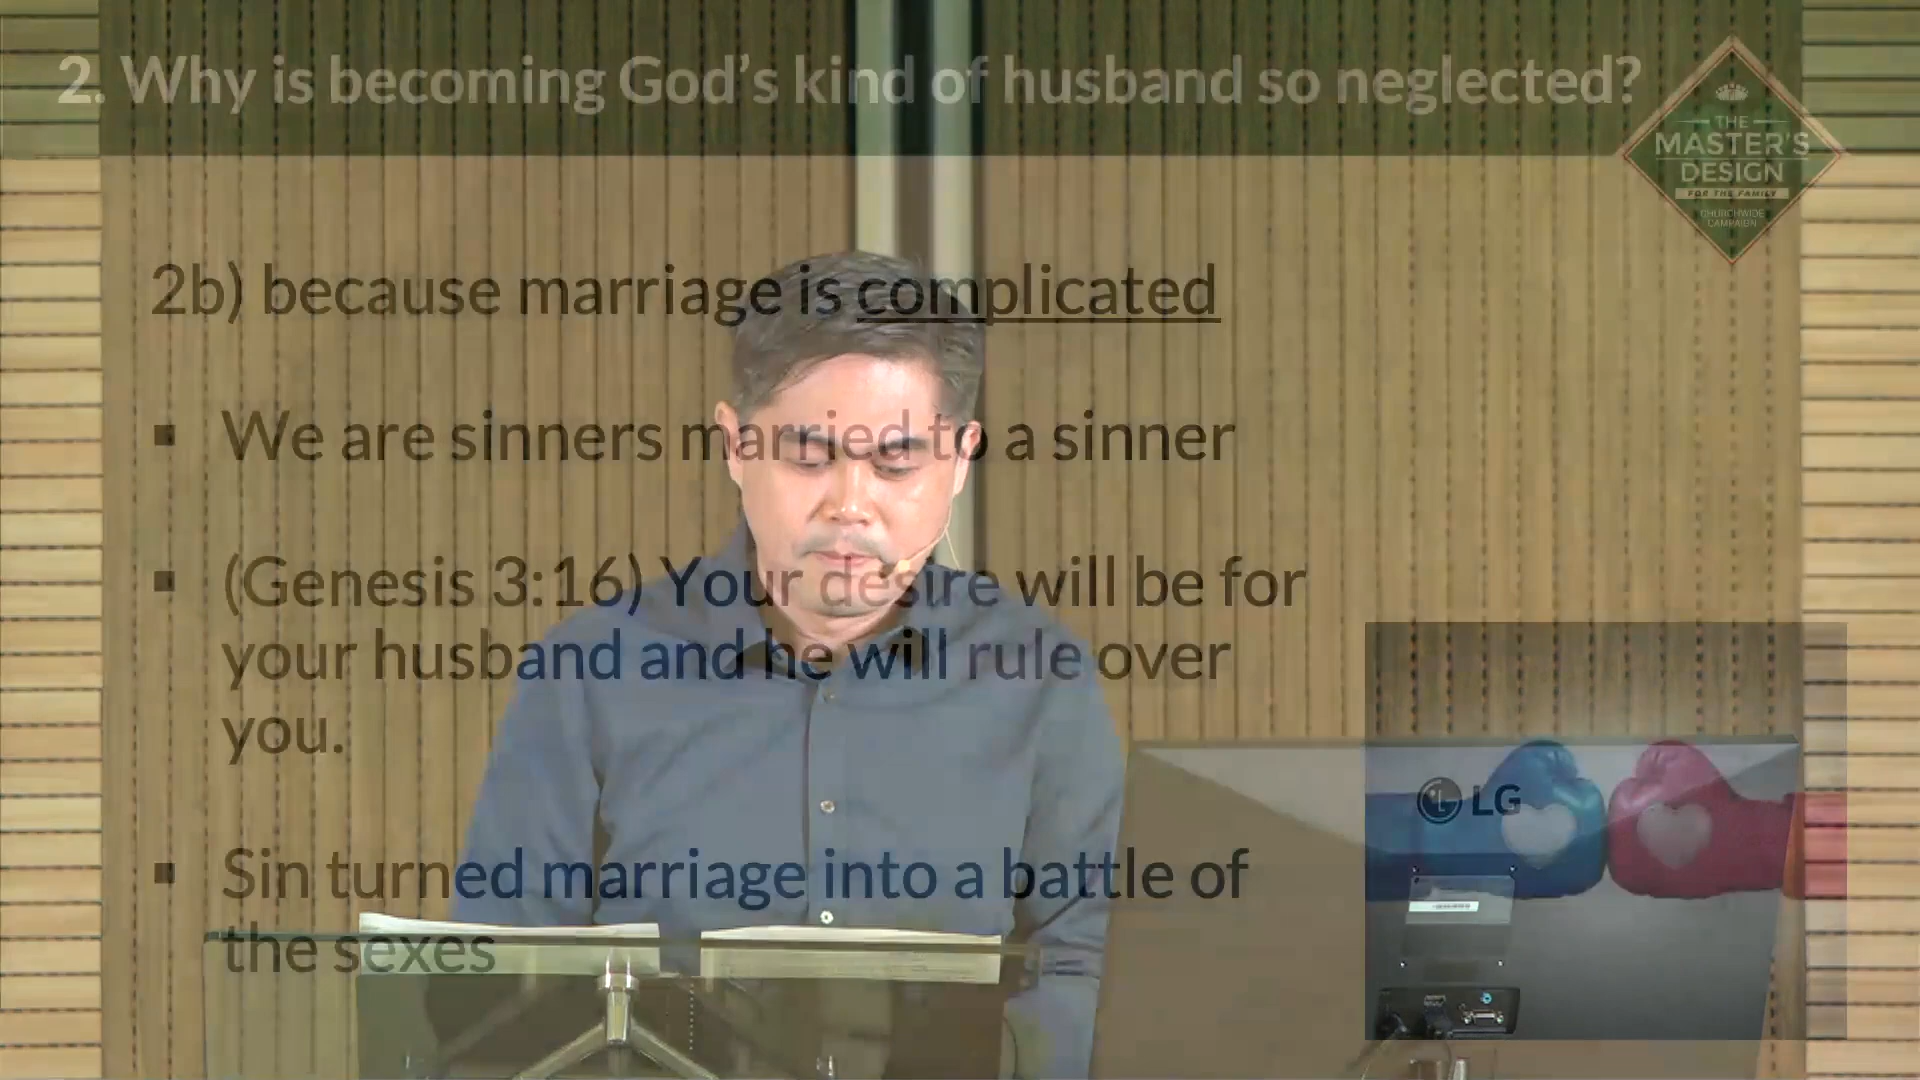 2. Why is becoming God's kind of husband so neglected?
THE
MASTER'S
DESIGN
FOR THE FAMILY
CHURCHWIDE
CAMPAIGN
2b) because marriage is complicated
▪ We are sinners married to a sinner
▪ (Genesis 3:16) Your desire will be for
your husband and he will rule over
you.
▪ Sin turned marriage into a battle of
the sexes
LG